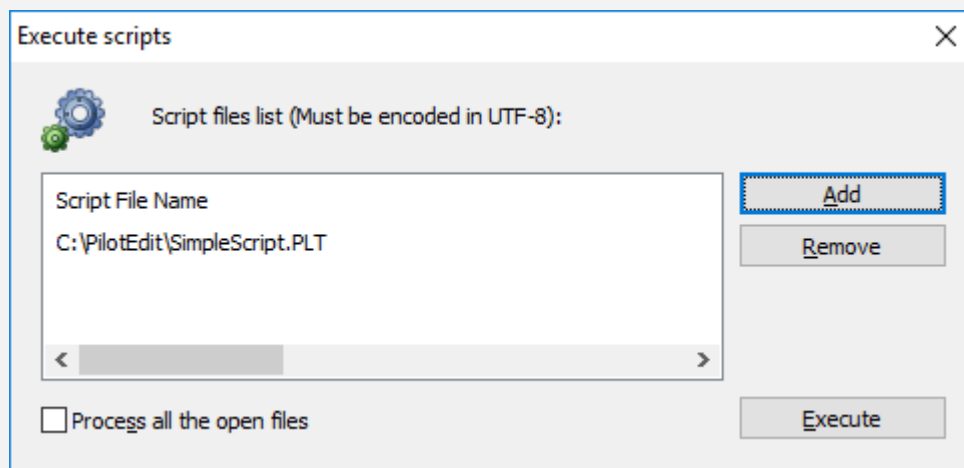 Execute scripts
Script files list (Must be encoded in UTF-8):
Script File Name
Add
C:\PilotEdit\SimpleScript.PLT
Remove
Process all the open files
Execute